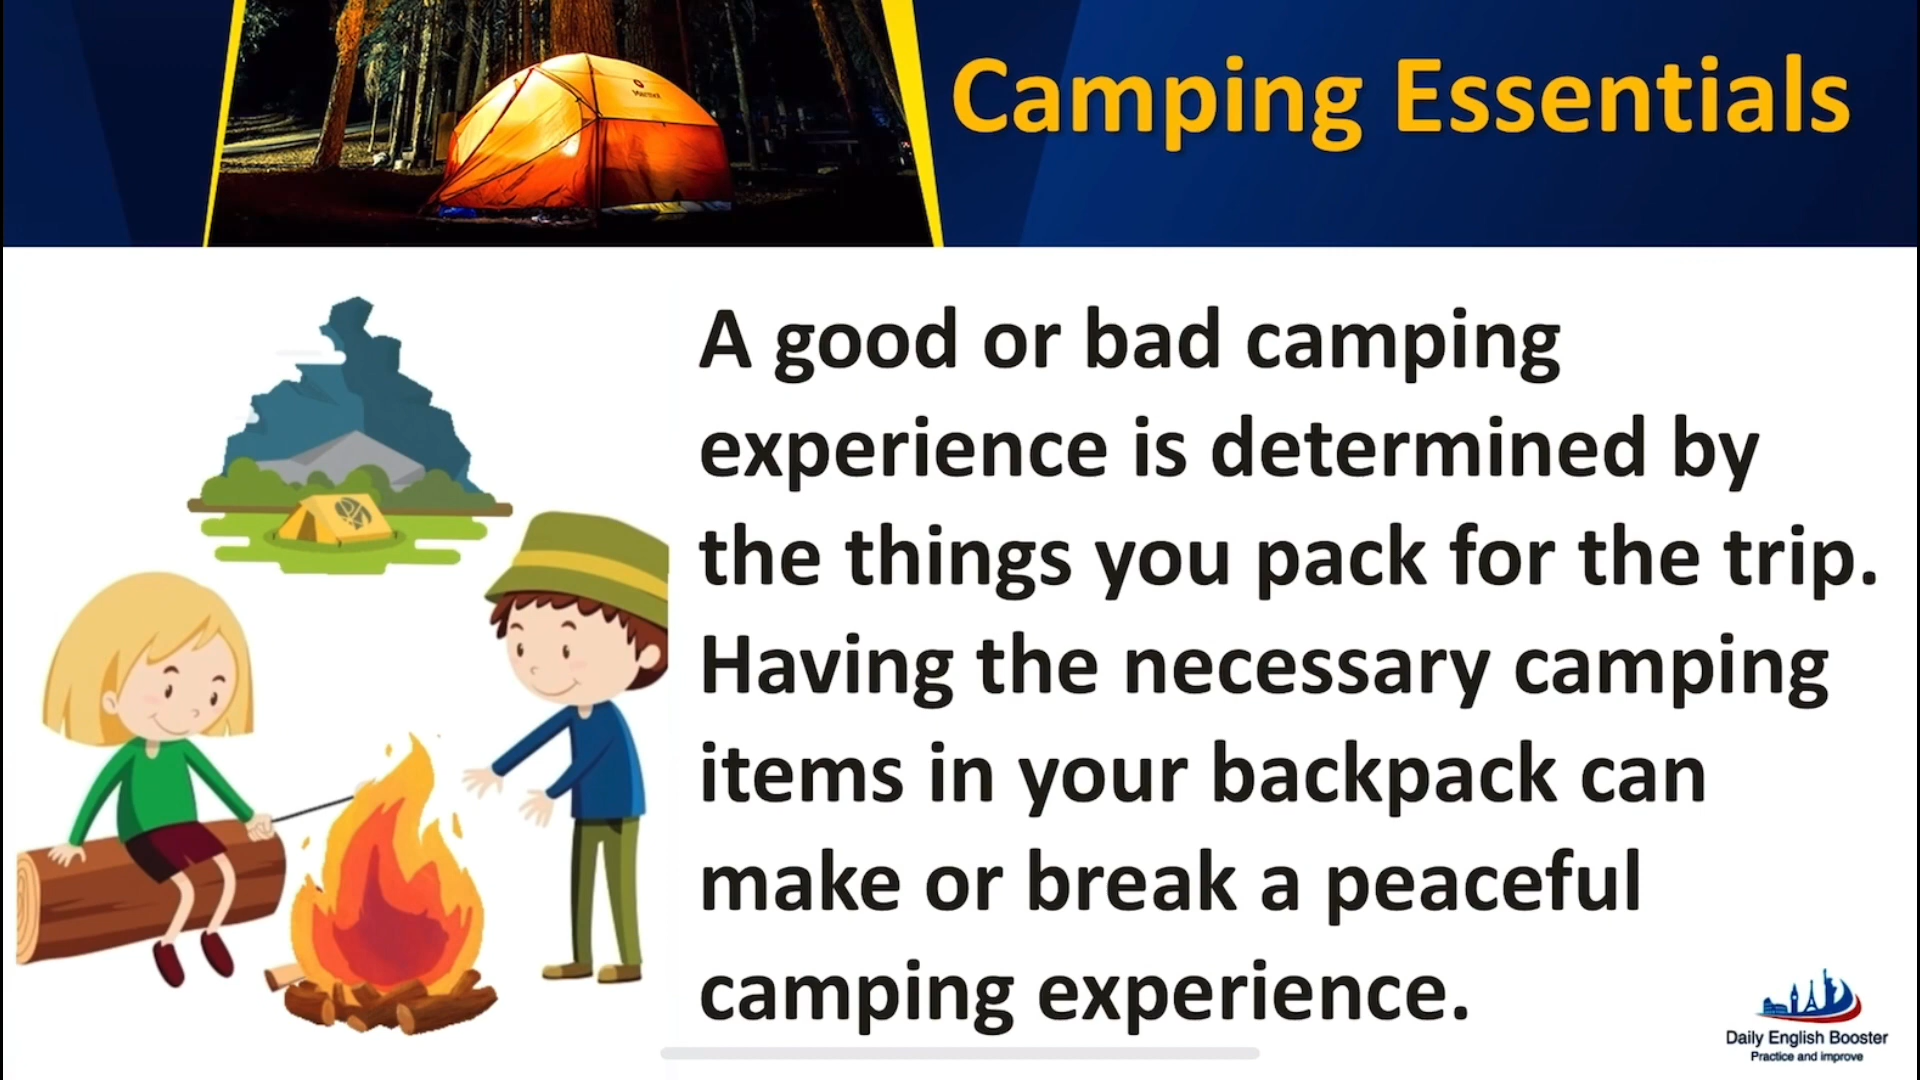 Camping Essentials
Marmot
A good or bad camping
experience is determined by
the things you pack for the trip.
Having the necessary camping
items in your backpack can
make or break a peaceful
camping experience.
Daily English Booster
Practice and improve